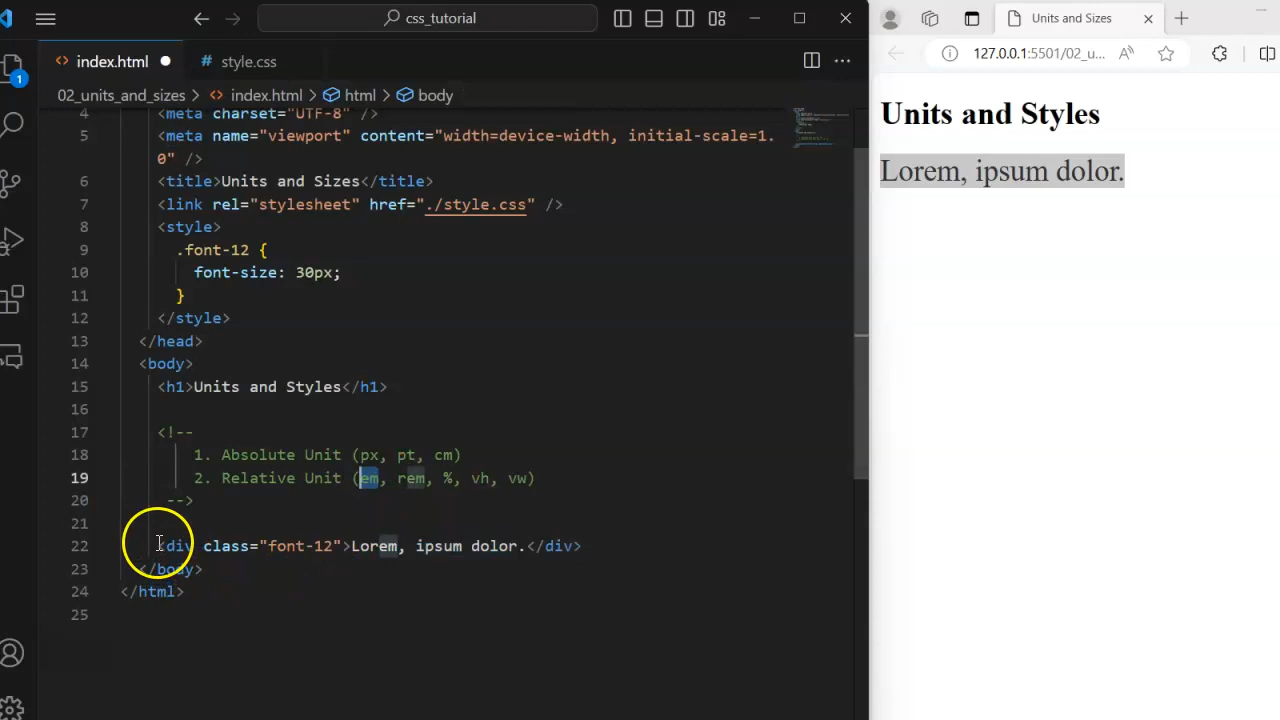 css_tutorial
Units and Sizes
index.html
# style.css
127.0.0.1:5501/02_u...
1
02_units_and_sizes > index.html > html > body
4 <meta charset="UTF-8" />
5 <meta name="viewport" content="width=device-width, initial-scale=1.
0" />
6 <title>Units and Sizes</title>
7 <link rel="stylesheet" href="./style.css" />
8 <style>
9 .font-12 {
10 font-size: 30px;
11 }
12 </style>
13 </head>
14 <body>
15 <h1>Units and Styles</h1>
16
17 <!--
18 1. Absolute Unit (px, pt, cm)
19 2. Relative Unit (em, rem, %, vh, vw)
20 -->
21
22 <div class="font-12">Lorem, ipsum dolor.</div>
23 </body>
24 </html>
25
Units and Styles
Lorem, ipsum dolor.